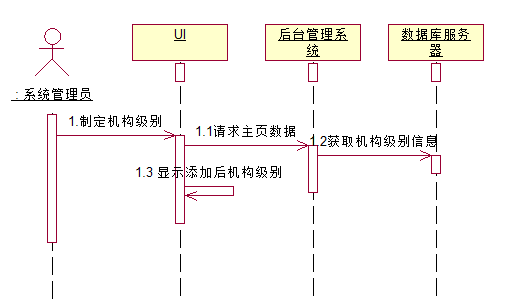 UI
后台管理系
统
数据库服务
器
: 系统管理员
1.制定机构级别
1.1请求主页数据
1.2获取机构级别信息
1.3 显示添加后机构级别